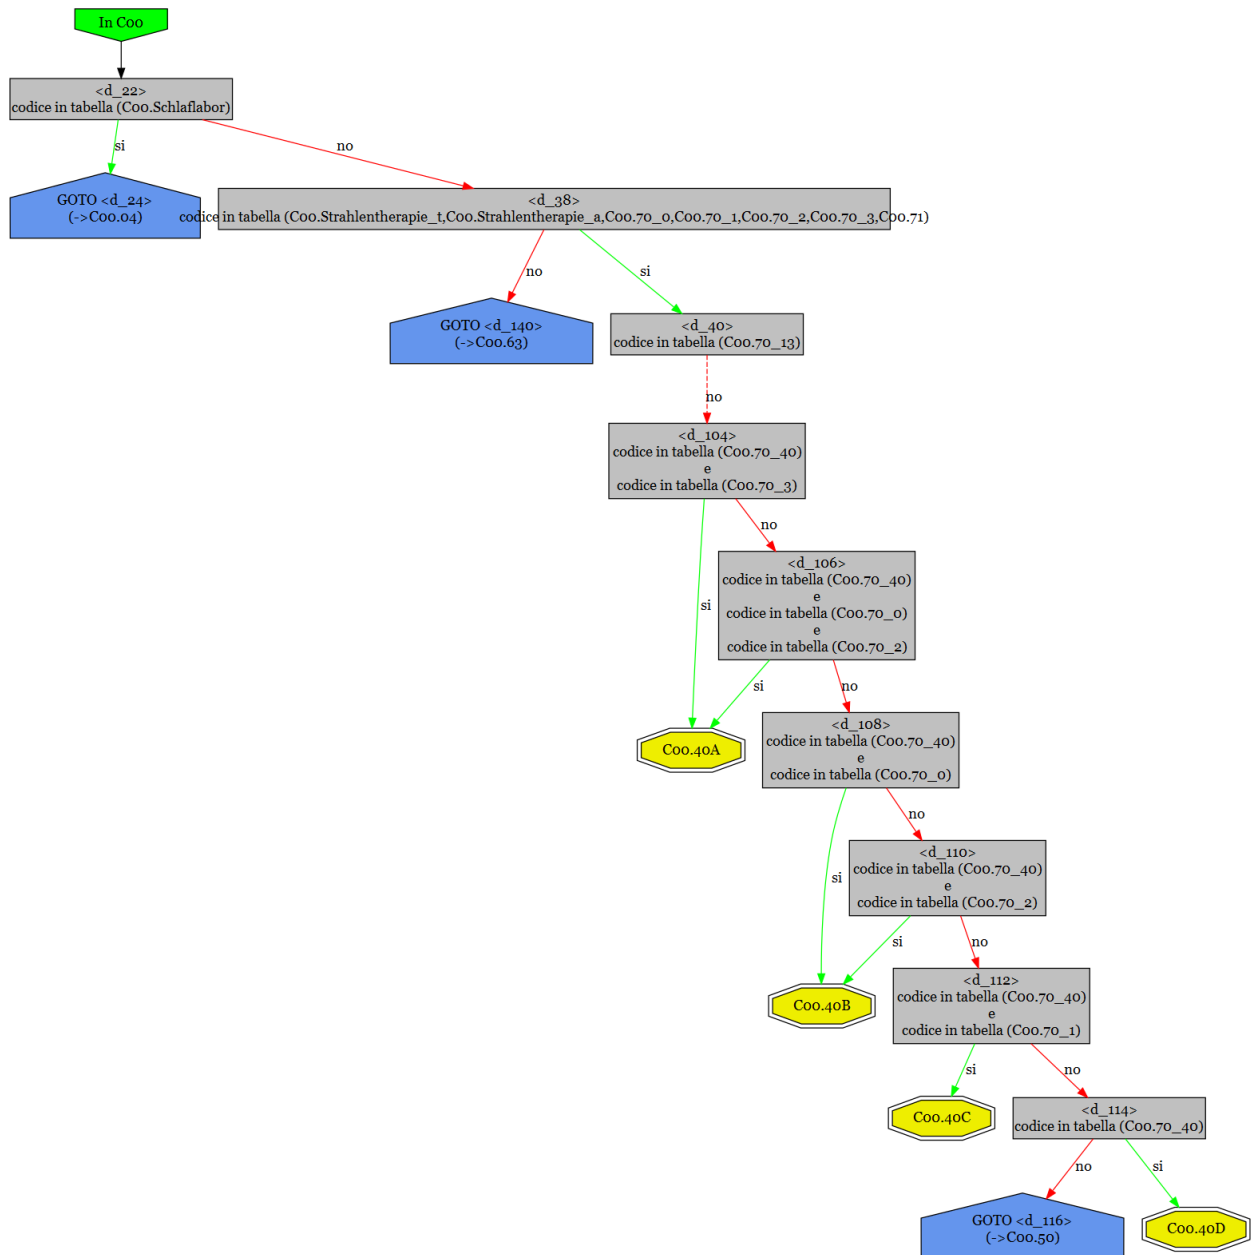 In C00
<d_22>
codice in tabella (C00.Schlaflabor)
si
no
GOTO <d_24>
(->C00.04)
<d_38>
codice in tabella (C00.Strahlentherapie_t,C00.Strahlentherapie_a,C00.70_0,C00.70_1,C00.70_2,C00.70_3,C00.71)
no
si
GOTO <d_140>
(->C00.63)
<d_40>
codice in tabella (C00.70_13)
no
<d_104>
codice in tabella (C00.70_40)
e
codice in tabella (C00.70_3)
no
si
<d_106>
codice in tabella (C00.70_40)
e
codice in tabella (C00.70_0)
e
codice in tabella (C00.70_2)
si
no
C00.40A
<d_108>
codice in tabella (C00.70_40)
e
codice in tabella (C00.70_0)
no
si
<d_110>
codice in tabella (C00.70_40)
e
codice in tabella (C00.70_2)
si
no
C00.40B
<d_112>
codice in tabella (C00.70_40)
e
codice in tabella (C00.70_1)
si
no
C00.40C
<d_114>
codice in tabella (C00.70_40)
no
si
GOTO <d_116>
(->C00.50)
C00.40D